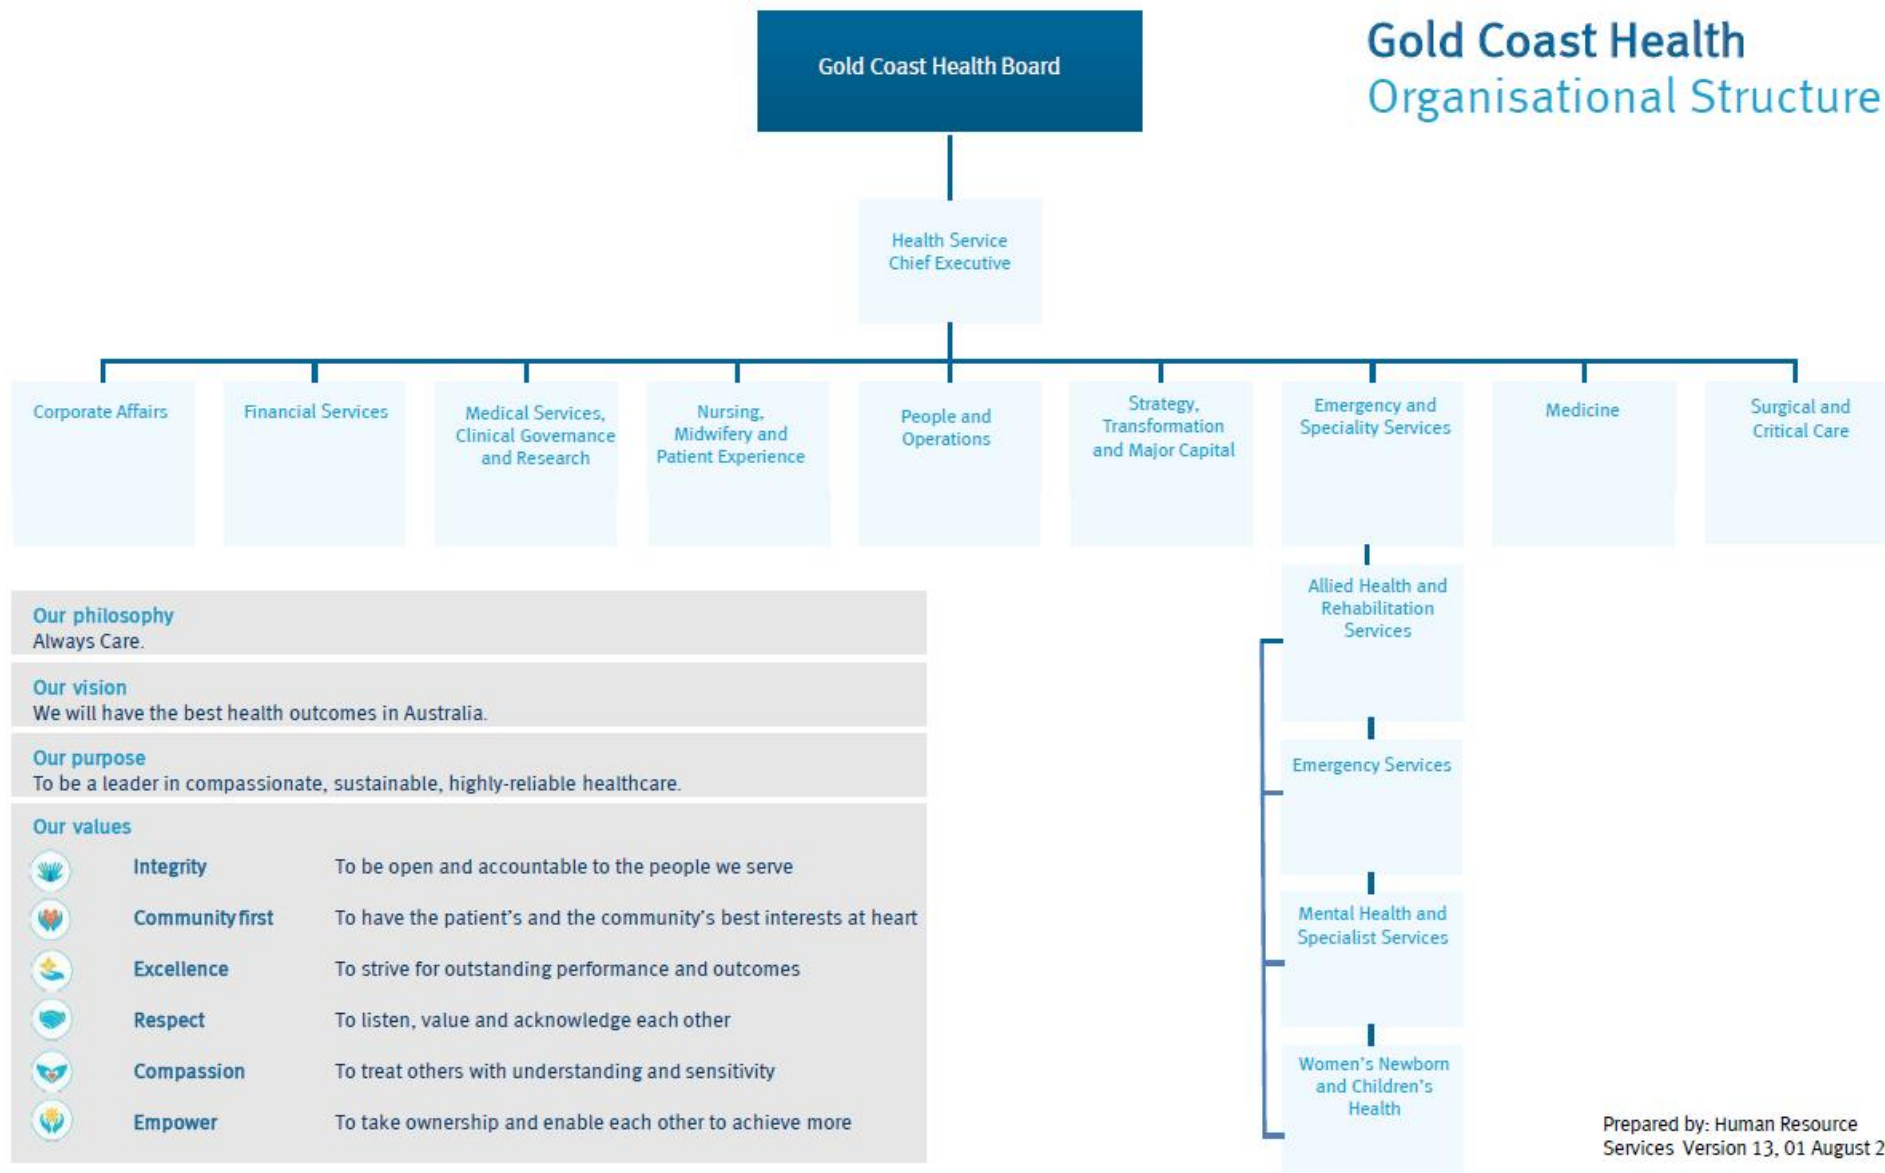 Gold Coast Health Board
Gold Coast Health
Organisational Structure
Health Service
Chief Executive
Corporate Affairs
Financial Services
Medical Services,
Clinical Governance
and Research
Nursing,
Midwifery and
Patient Experience
People and
Operations
Strategy,
Transformation
and Major Capital
Emergency and
Speciality Services
Medicine
Surgical and
Critical Care
Allied Health and
Rehabilitation
Services
Emergency Services
Mental Health and
Specialist Services
Women's Newborn
and Children's
Health
Our philosophy
Always Care.
Our vision
We will have the best health outcomes in Australia.
Our purpose
To be a leader in compassionate, sustainable, highly-reliable healthcare.
Our values
Integrity To be open and accountable to the people we serve
Community first To have the patient's and the community's best interests at heart
Excellence To strive for outstanding performance and outcomes
Respect To listen, value and acknowledge each other
Compassion To treat others with understanding and sensitivity
Empower To take ownership and enable each other to achieve more
Prepared by: Human Resource
Services Version 13, 01 August 2